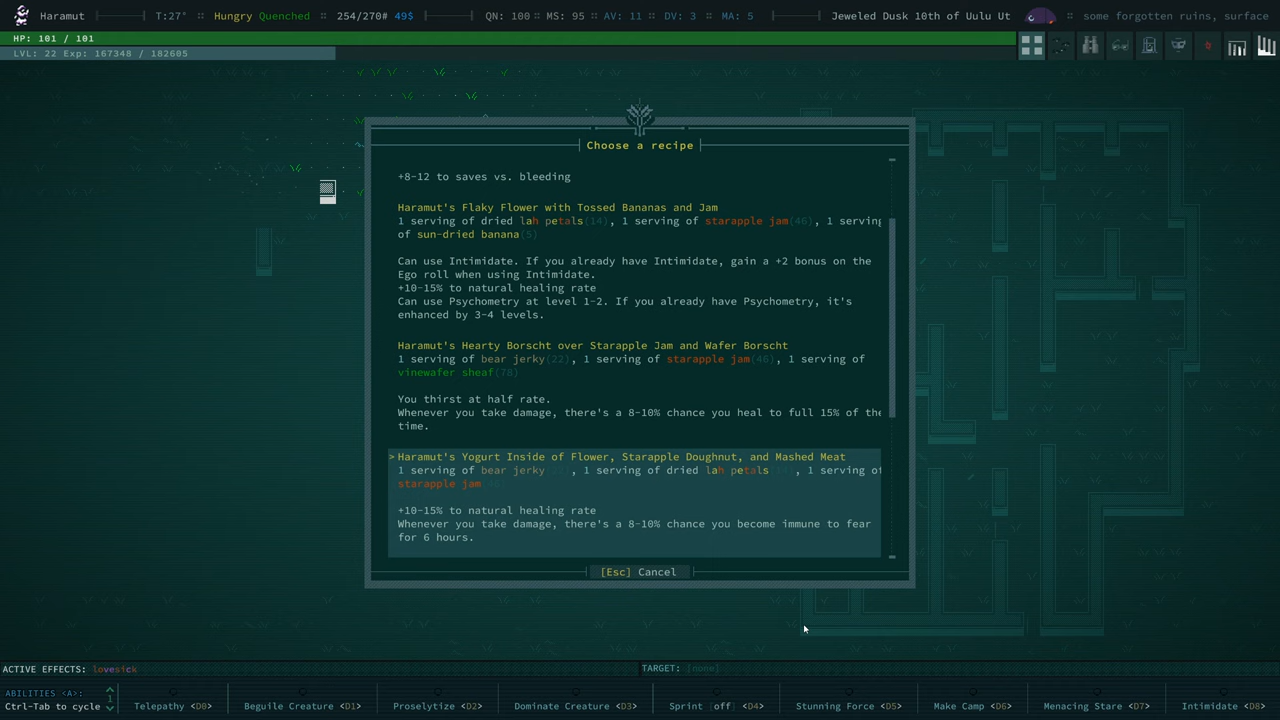 Haramut T:27° :: Hungry Quenched :: 254/270# 49$ QN: 100 :: MS: 95 :: AV: 11 :: DV: 3 :: MA: 5 Jeweled Dusk 10th of Uulu Ut :: some forgotten ruins, surface
HP: 101 / 101
LVL: 22 Exp: 167348 / 182605
Choose a recipe
+8-12 to saves vs. bleeding
Haramut's Flaky Flower with Tossed Bananas and Jam
1 serving of dried lah petals(14), 1 serving of starapple jam(46), 1 serving
of sun-dried banana(5)
Can use Intimidate. If you already have Intimidate, gain a +2 bonus on the
Ego roll when using Intimidate.
+10-15% to natural healing rate
Can use Psychometry at level 1-2. If you already have Psychometry, it's
enhanced by 3-4 levels.
Haramut's Hearty Borscht over Starapple Jam and Wafer Borscht
1 serving of bear jerky(22), 1 serving of starapple jam(46), 1 serving of
vinewafer sheaf(78)
You thirst at half rate.
Whenever you take damage, there's a 8-10% chance you heal to full 15% of the
time.
>Haramut's Yogurt Inside of Flower, Starapple Doughnut, and Mashed Meat
1 serving of bear jerky, 1 serving of dried lah petals, 1 serving of
starapple jam
+10-15% to natural healing rate
Whenever you take damage, there's a 8-10% chance you become immune to fear
for 6 hours.
[Esc] Cancel
ACTIVE EFFECTS: lovesick TARGET: [none]
ABILITIES <A>: 1
Ctrl-Tab to cycle Telepathy <D0> Beguile Creature <D1> Proselytize <D2> Dominate Creature <D3> Sprint [off] <D4> Stunning Force <D5> Make Camp <D6> Menacing Stare <D7> Intimidate <D8>